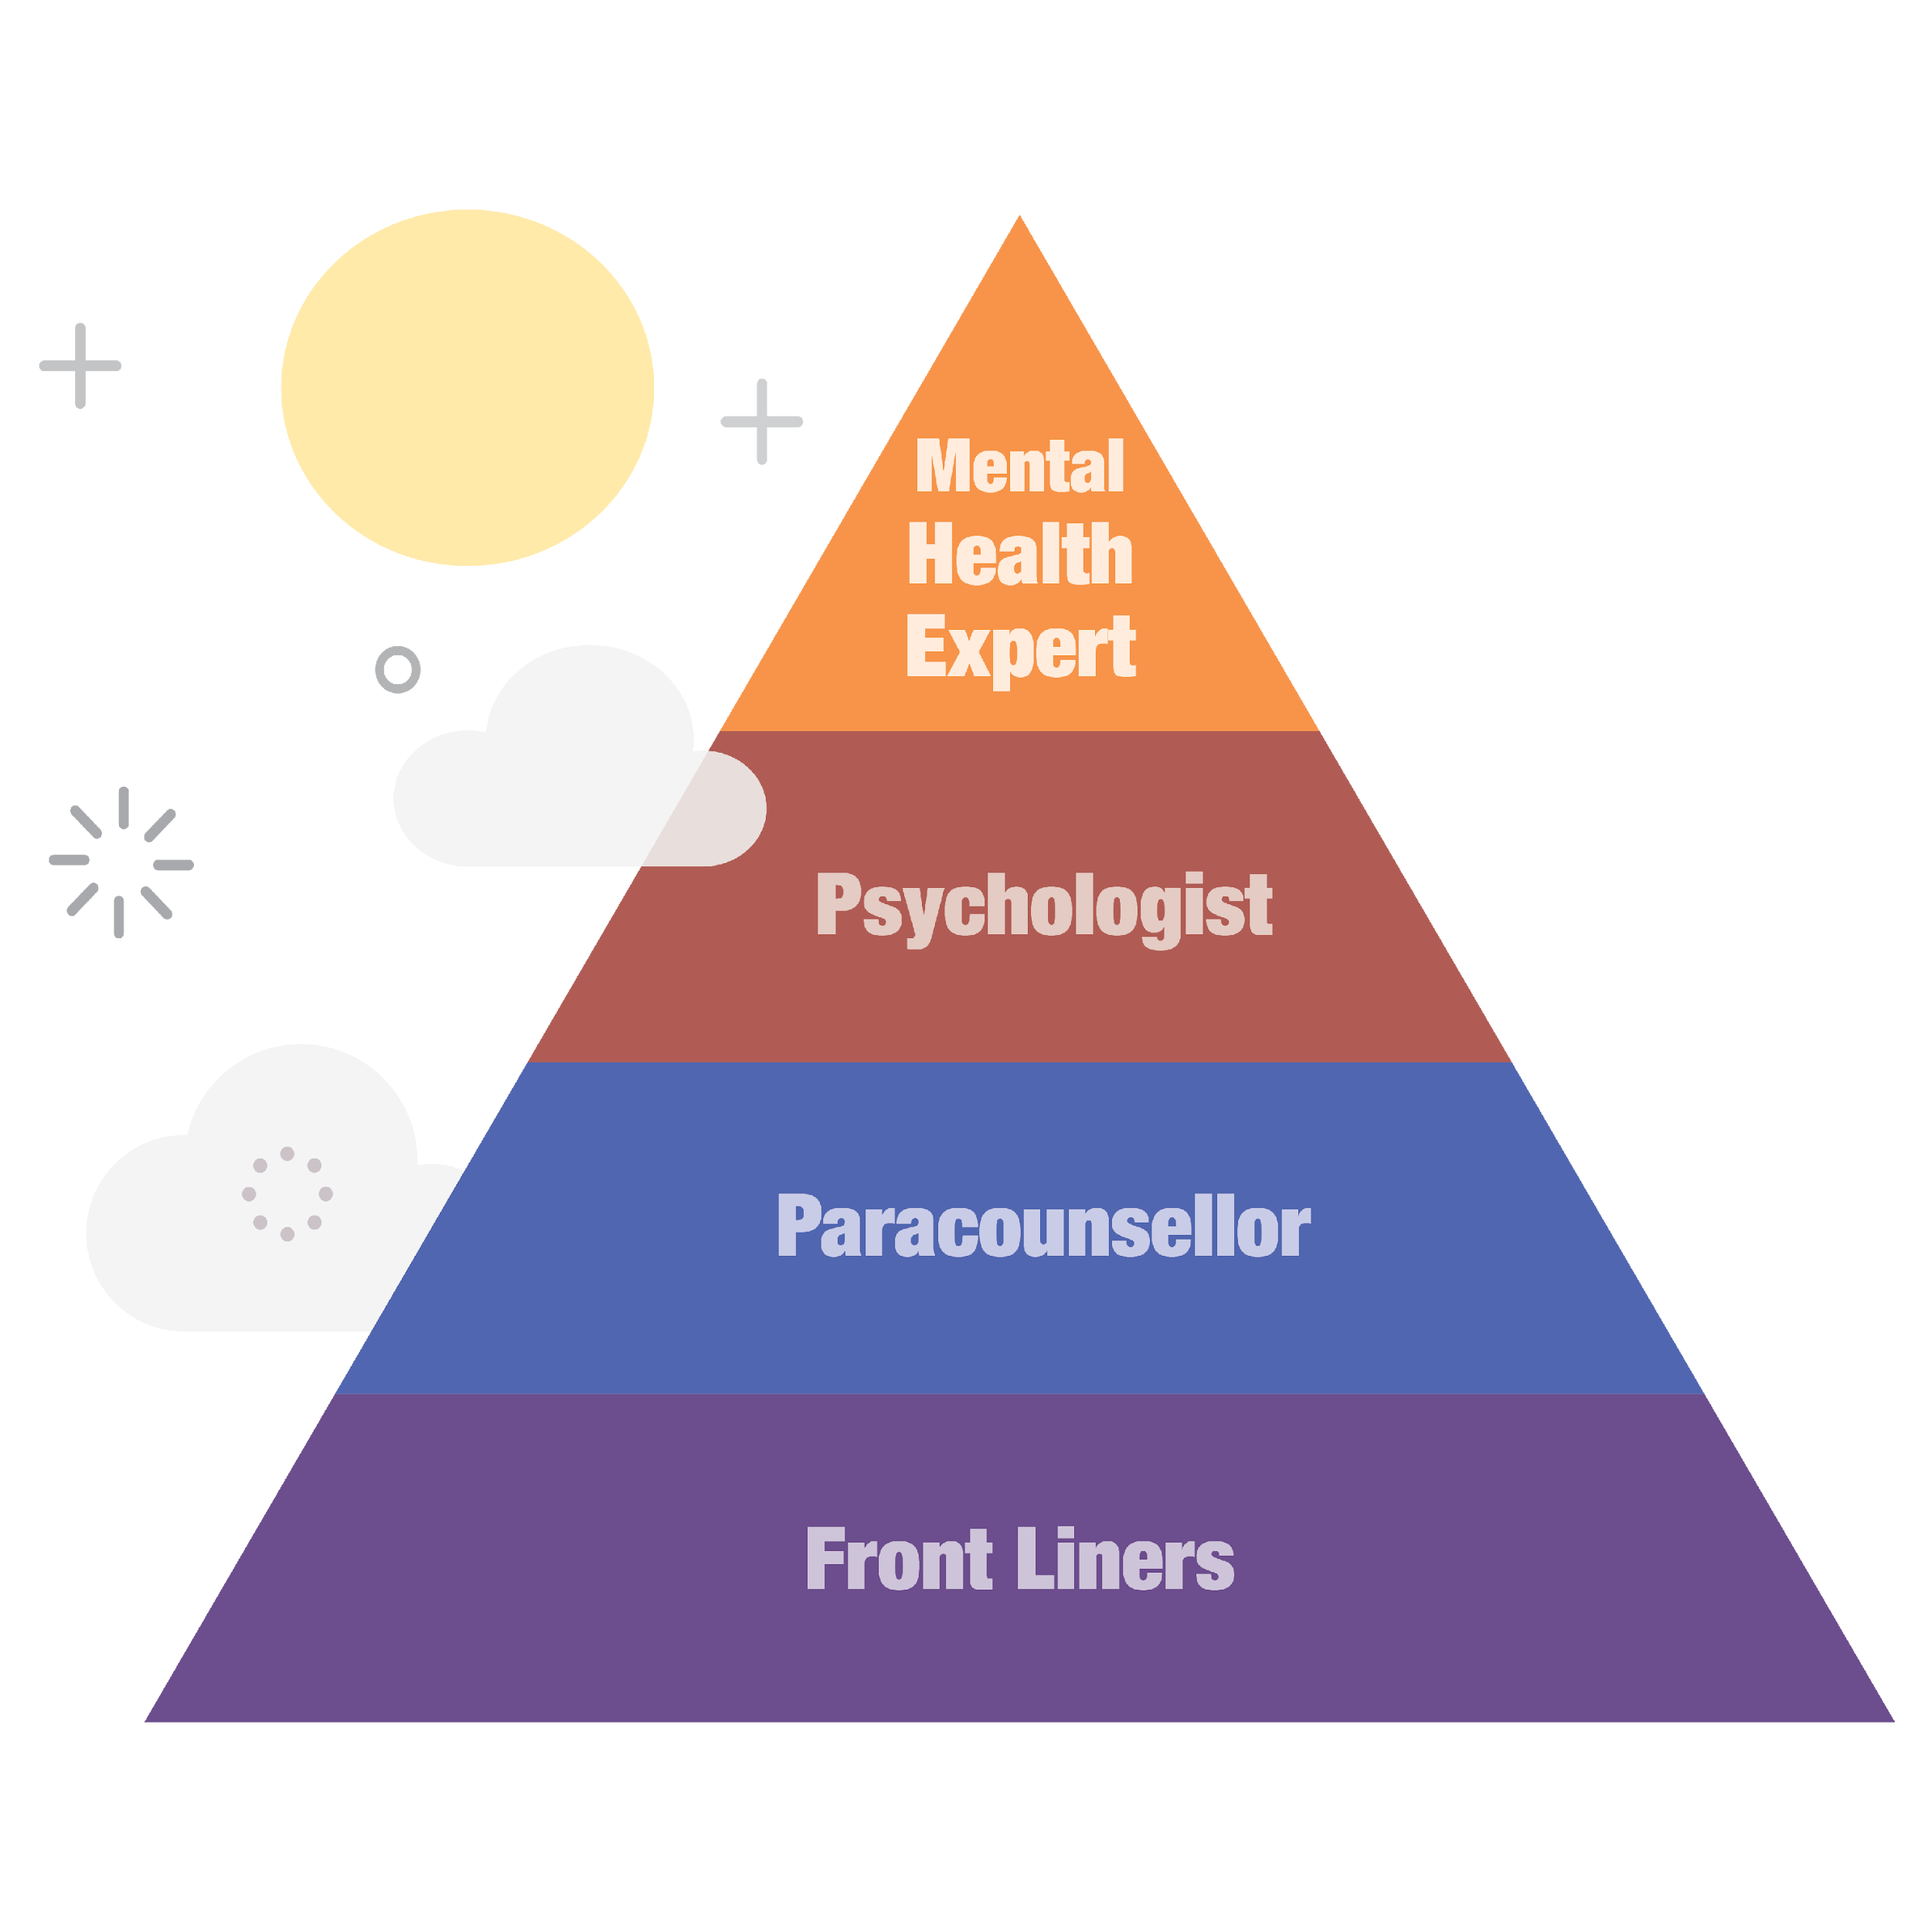 Mental
Health
Expert
Psychologist
Paracounsellor
Front Liners